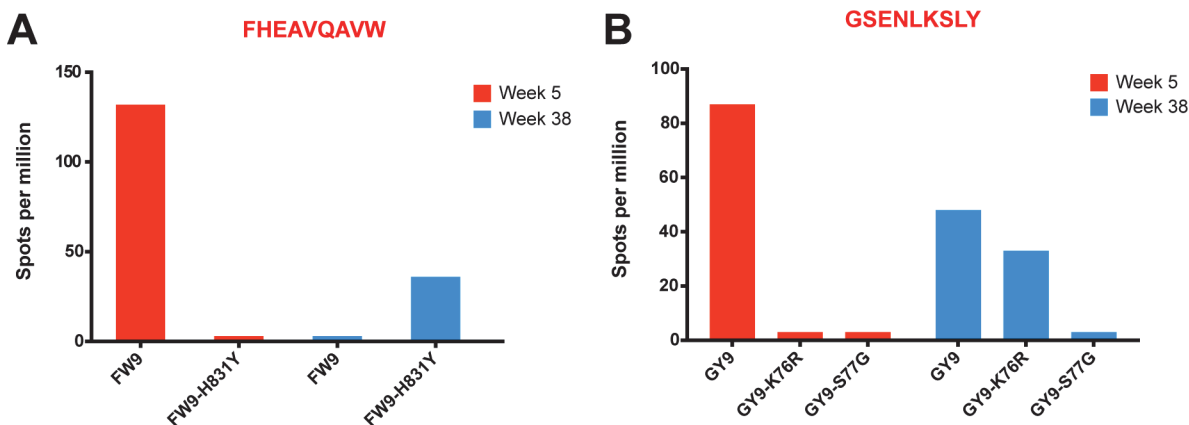 A
FHEAVQAVW
Spots per million
150
100
50
0
Week 5
Week 38
FW9
FW9-H831Y
FW9
FW9-H831Y
B
GSENLKSLY
Spots per million
100
80
60
40
20
0
Week 5
Week 38
GY9
GY9-K76R
GY9-S77G
GY9
GY9-K76R
GY9-S77G